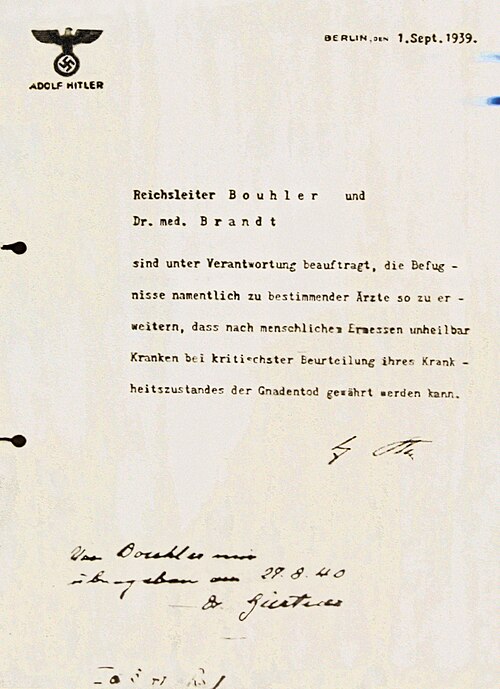 BERLIN, DEN 1.Sept.1939.
ADOLF HITLER
Reichsleiter Bouhler und
Dr. med. Brandt
sind unter Verantwortung beauftragt, die Befug -
nisse namentlich zu bestimmender Ärzte so zu er -
weitern, dass nach menschlichem Ermessen unheilbar
Kranken bei kritischster Beurteilung ihres Krank -
heitszustandes der Gnadentod gewährt werden kann.
Von Bouhler mir
übergeben am 27.8.40
Dr. Gürtner